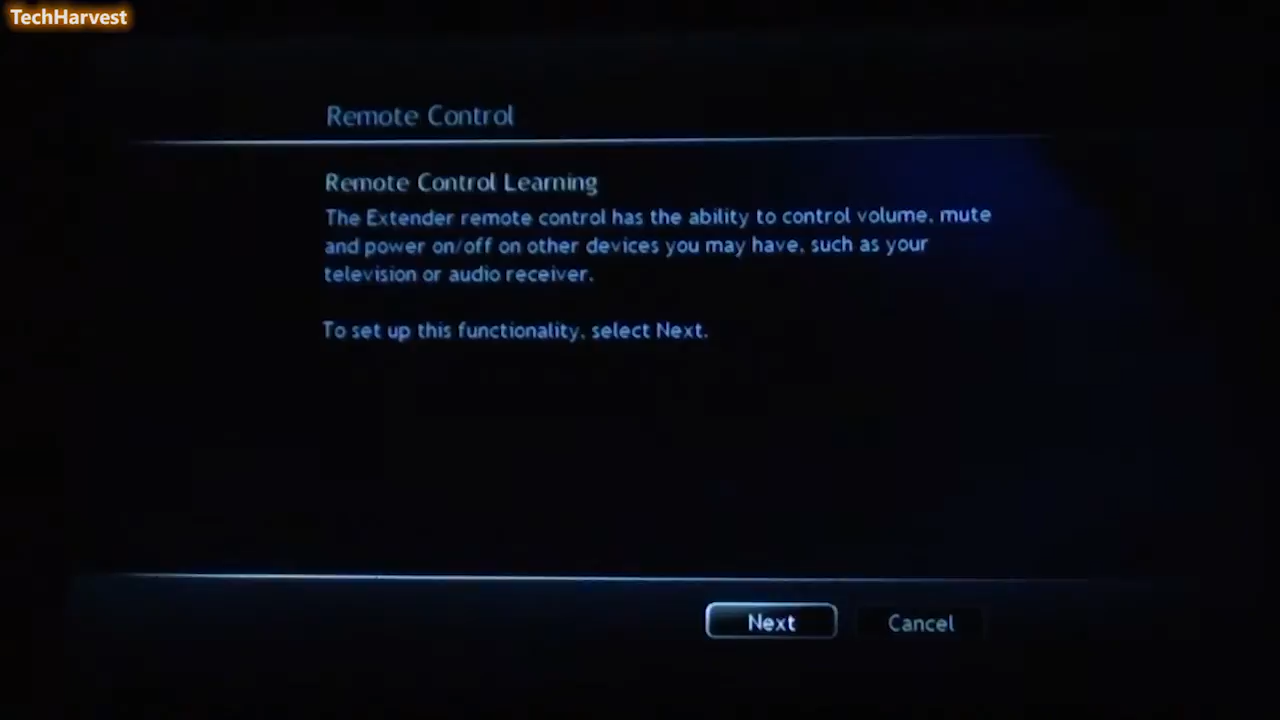 TechHarvest
Remote Control
Remote Control Learning
The Extender remote control has the ability to control volume, mute
and power on/off on other devices you may have, such as your
television or audio receiver.
To set up this functionality, select Next.
Next
Cancel